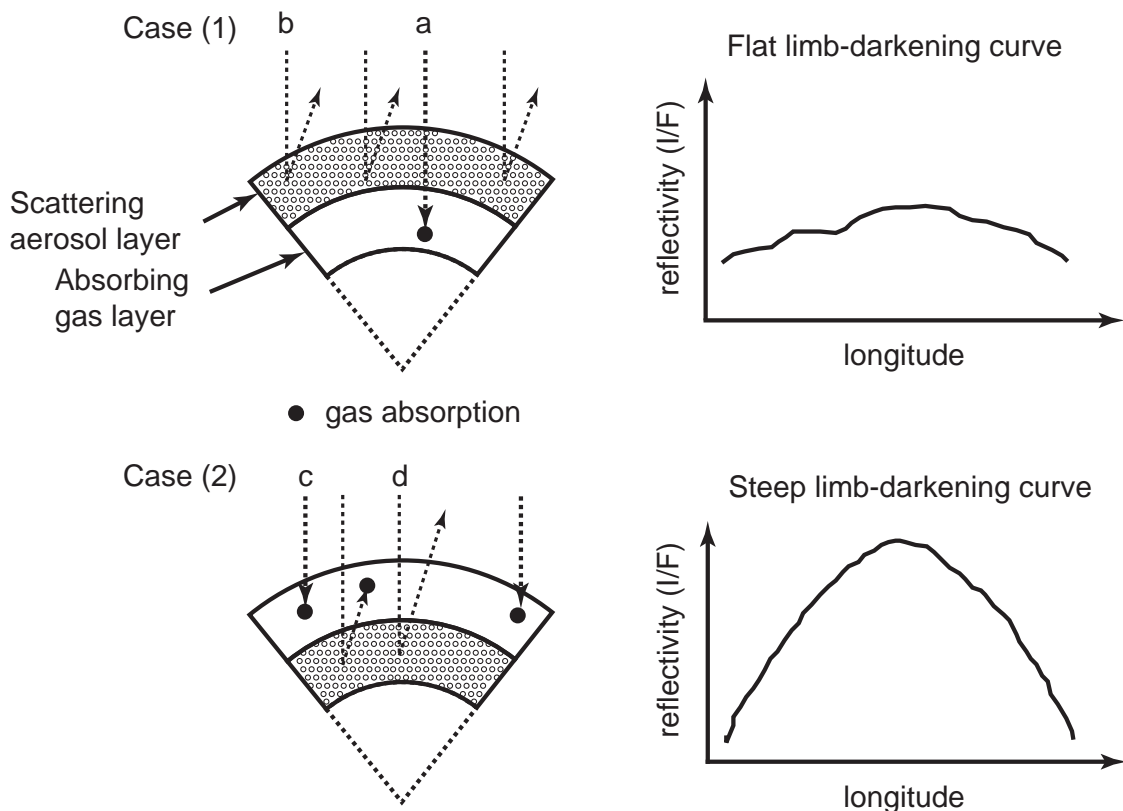 Case (1)
b
a
Scattering
aerosol layer
Absorbing
gas layer
Flat limb-darkening curve
reflectivity (I/F)
longitude
gas absorption
Case (2)
c
d
Steep limb-darkening curve
reflectivity (I/F)
longitude